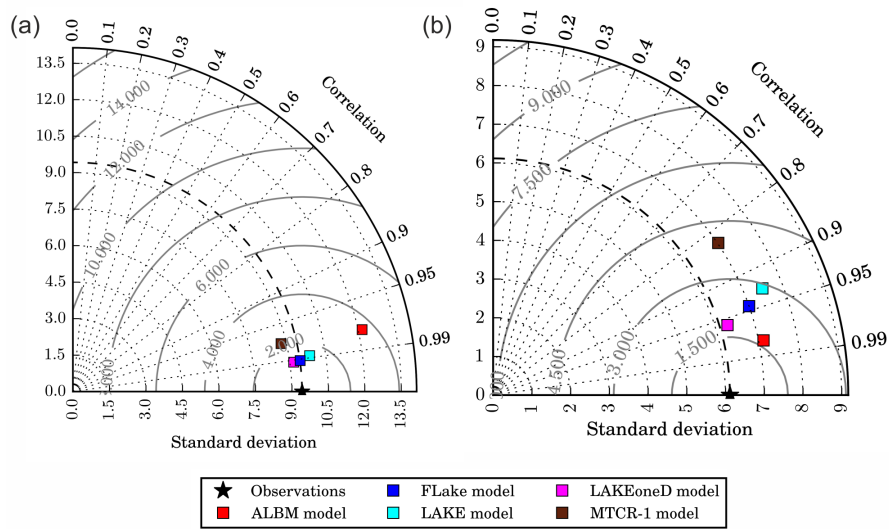 (a)
0.0 0.1 0.2 0.3 0.4 0.5 0.6 0.7 0.8 0.9 0.95 0.99
Correlation
13.5
12.0
10.5
9.4
7.5
6.0
4.5
3.0
1.5
0.0
14.000
12.000
10.000
6.000
4.000
2.000
0.0 1.5 3.0 4.5 6.0 7.5 9.4 10.5 12.0 13.5
Standard deviation
(b)
0.0 0.1 0.2 0.3 0.4 0.5 0.6 0.7 0.8 0.9 0.95 0.99
Correlation
9
8
7
6
5
4
3
2
1
0
9.000
7.500
4.500
3.000
1.500
0 1 2 3 4 5 6 7 8 9
Standard deviation
Observations FLake model LAKEoneD model
ALBM model LAKE model MTCR-1 model